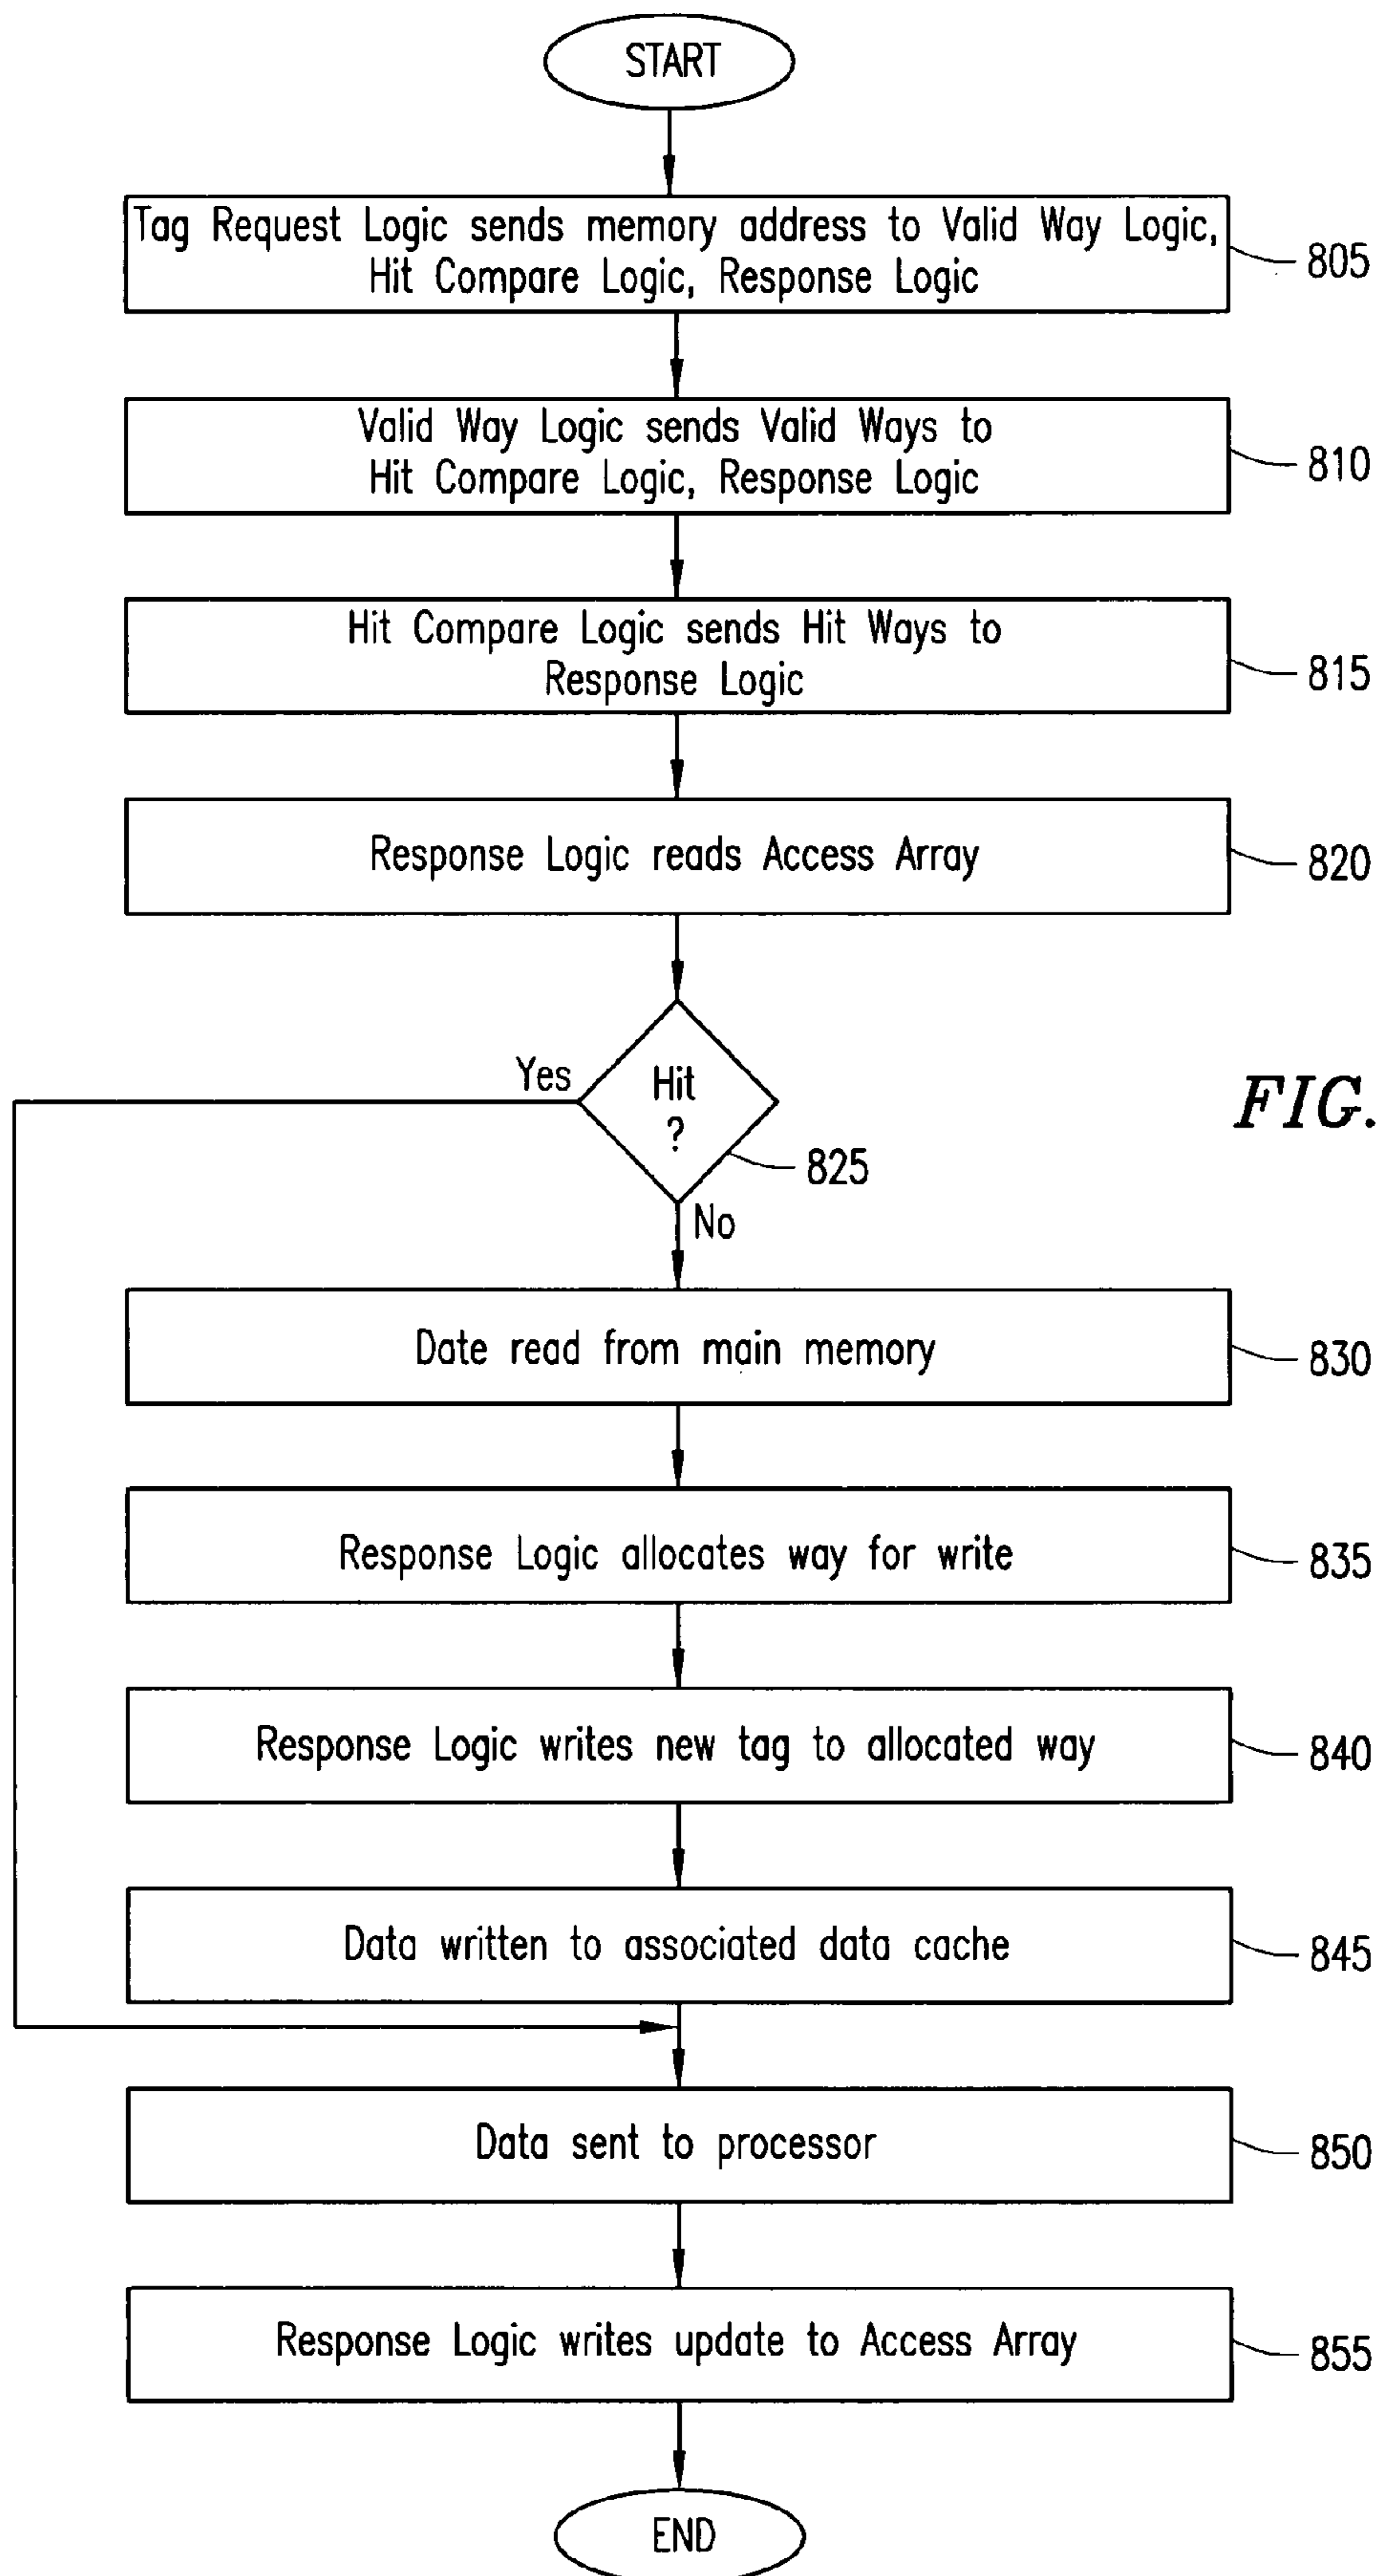 START
Tag Request Logic sends memory address to Valid Way Logic,
Hit Compare Logic, Response Logic
805
Valid Way Logic sends Valid Ways to
Hit Compare Logic, Response Logic
810
Hit Compare Logic sends Hit Ways to
Response Logic
815
Response Logic reads Access Array
820
Yes
Hit
?
FIG.
825
No
Date read from main memory
830
Response Logic allocates way for write
835
Response Logic writes new tag to allocated way
840
Data written to associated data cache
845
Data sent to processor
850
Response Logic writes update to Access Array
855
END